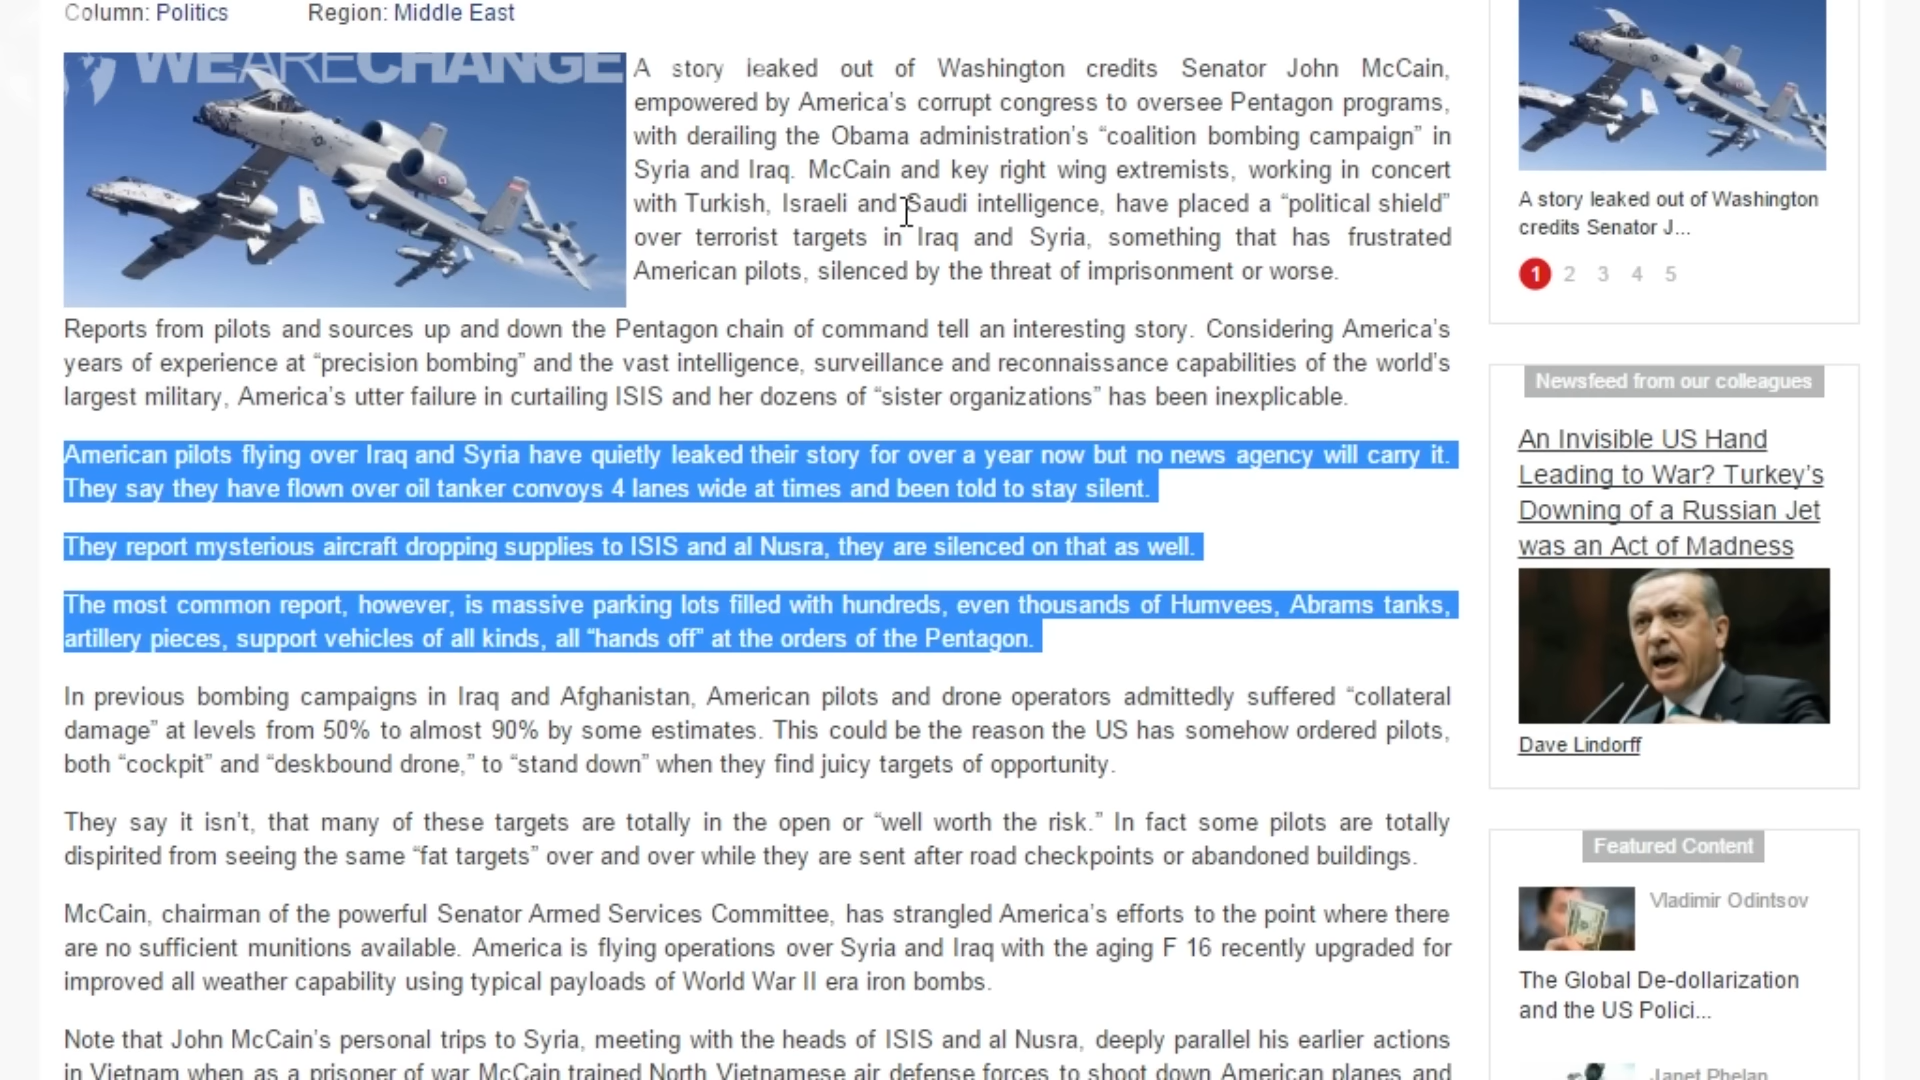 Column: Politics Region: Middle East
WEARECHANGE
A story leaked out of Washington credits Senator John McCain,
empowered by America’s corrupt congress to oversee Pentagon programs,
with derailing the Obama administration’s “coalition bombing campaign” in
Syria and Iraq. McCain and key right wing extremists, working in concert
with Turkish, Israeli and Saudi intelligence, have placed a “political shield”
over terrorist targets in Iraq and Syria, something that has frustrated
American pilots, silenced by the threat of imprisonment or worse.
Reports from pilots and sources up and down the Pentagon chain of command tell an interesting story. Considering America’s
years of experience at “precision bombing” and the vast intelligence, surveillance and reconnaissance capabilities of the world’s
largest military, America’s utter failure in curtailing ISIS and her dozens of “sister organizations” has been inexplicable.
American pilots flying over Iraq and Syria have quietly leaked their story for over a year now but no news agency will carry it.
They say they have flown over oil tanker convoys 4 lanes wide at times and been told to stay silent.
They report mysterious aircraft dropping supplies to ISIS and al Nusra, they are silenced on that as well.
The most common report, however, is massive parking lots filled with hundreds, even thousands of Humvees, Abrams tanks,
artillery pieces, support vehicles of all kinds, all “hands off” at the orders of the Pentagon.
In previous bombing campaigns in Iraq and Afghanistan, American pilots and drone operators admittedly suffered “collateral
damage” at levels from 50% to almost 90% by some estimates. This could be the reason the US has somehow ordered pilots,
both “cockpit” and “deskbound drone,” to “stand down” when they find juicy targets of opportunity.
They say it isn’t, that many of these targets are totally in the open or “well worth the risk.” In fact some pilots are totally
dispirited from seeing the same “fat targets” over and over while they are sent after road checkpoints or abandoned buildings.
McCain, chairman of the powerful Senator Armed Services Committee, has strangled America’s efforts to the point where there
are no sufficient munitions available. America is flying operations over Syria and Iraq with the aging F 16 recently upgraded for
improved all weather capability using typical payloads of World War II era iron bombs.
Note that John McCain’s personal trips to Syria, meeting with the heads of ISIS and al Nusra, deeply parallel his earlier actions
in Vietnam when as a prisoner of war McCain trained North Vietnamese air defense forces to shoot down American planes and
A story leaked out of Washington
credits Senator J...
1 2 3 4 5
Newsfeed from our colleagues
An Invisible US Hand
Leading to War? Turkey’s
Downing of a Russian Jet
was an Act of Madness
Dave Lindorff
Featured Content
Vladimir Odintsov
The Global De-dollarization
and the US Polici...
Janet Phelan